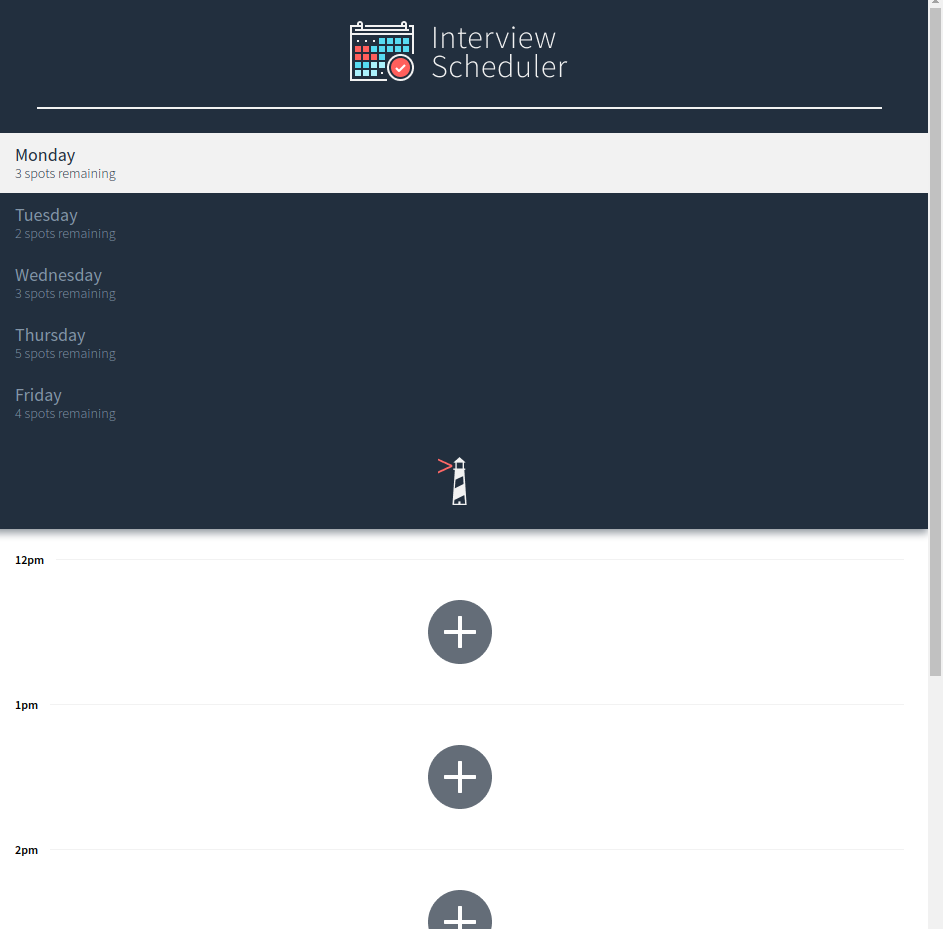 Interview
Scheduler
Monday
3 spots remaining
Tuesday
2 spots remaining
Wednesday
3 spots remaining
Thursday
5 spots remaining
Friday
4 spots remaining
12pm
1pm
2pm